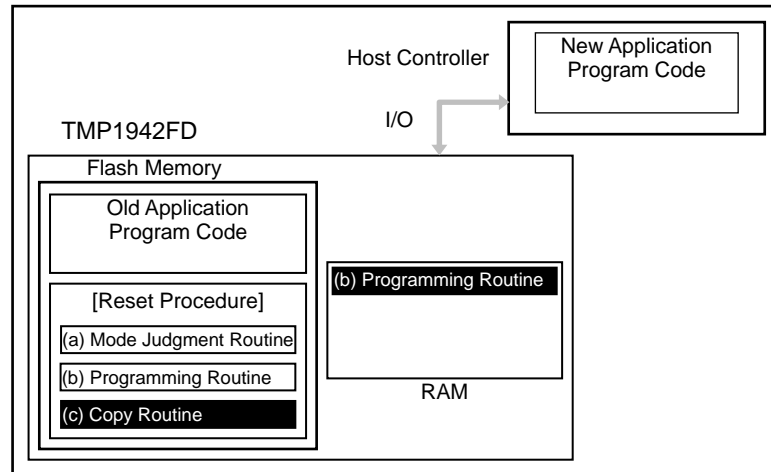 Host Controller
New Application
Program Code
I/O
TMP1942FD
Flash Memory
Old Application
Program Code
[Reset Procedure]
(a) Mode Judgment Routine
(b) Programming Routine
(c) Copy Routine
(b) Programming Routine
RAM